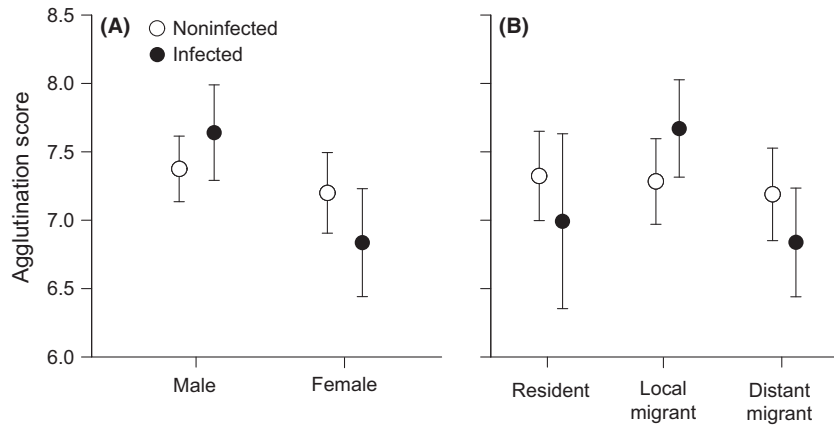 (A)
Noninfected
Infected
Agglutination score
8.5
8.0
7.5
7.0
6.5
6.0
Male Female
(B)
Resident Local migrant Distant migrant